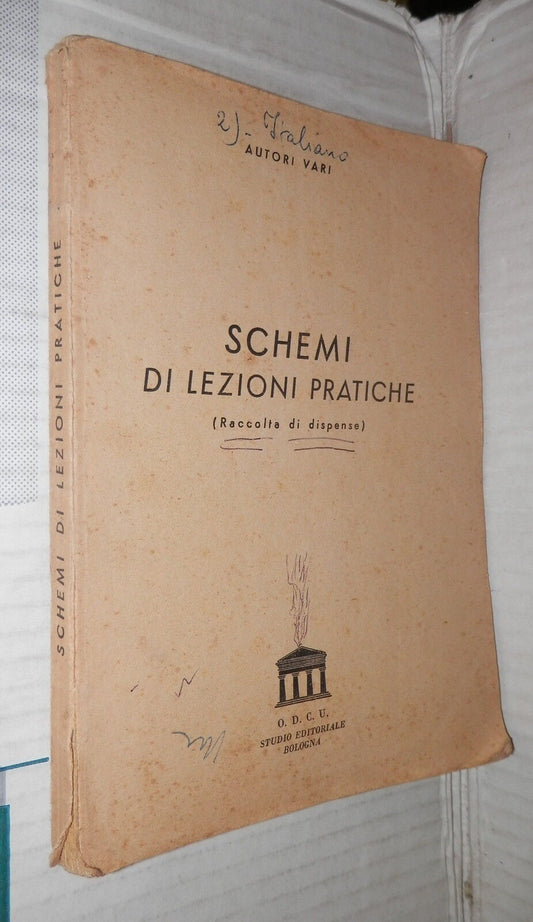 2)- Italiano
AUTORI VARI
SCHEMI
DI LEZIONI PRATICHE
(Raccolta di dispense)
O. D. C. U.
STUDIO EDITORIALE
BOLOGNA
SCHEMI DI LEZIONI PRATICHE